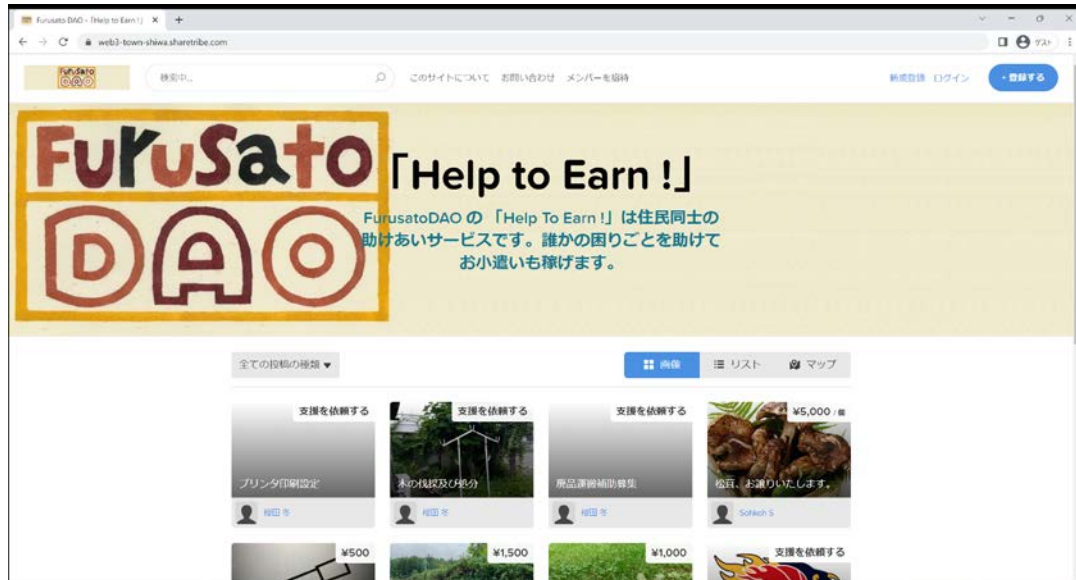 Furusato DAO - 「Help to Earn !」
web3-town-shiwa.sharetribe.com
ゲスト
Furusato
DAO
検索中...
このサイトについて お問い合わせ メンバーを招待
新規登録 ログイン
+登録する
Furusato
DAO
「Help to Earn !」
FurusatoDAO の 「Help To Earn !」は住民同士の
助けあいサービスです。誰かの困りごとを助けて
お小遣いも稼げます。
全ての投稿の種類
画像 リスト マップ
支援を依頼する 支援を依頼する 支援を依頼する ¥5,000 / 個
プリンタ印刷設定 木の伐採及び処分 廃品運搬補助募集 松茸、お譲りいたします。
Sohkoh S
¥500 ¥1,500 ¥1,000 支援を依頼する